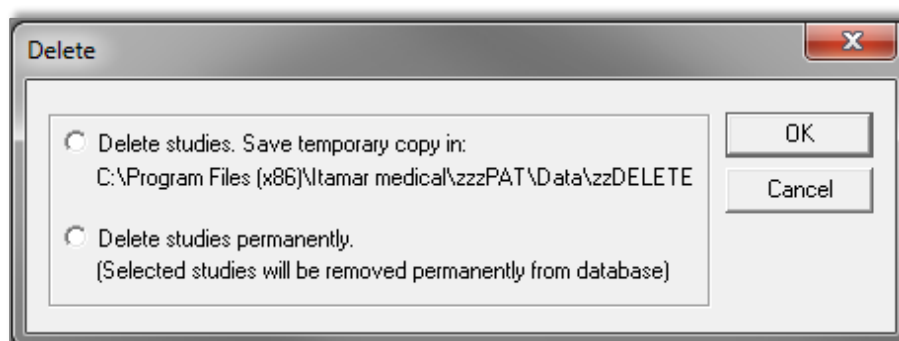 Delete
Delete studies. Save temporary copy in:
C:\Program Files (x86)\Itamar medical\zzzPAT\Data\zzDELETE
OK
Cancel
Delete studies permanently.
(Selected studies will be removed permanently from database)